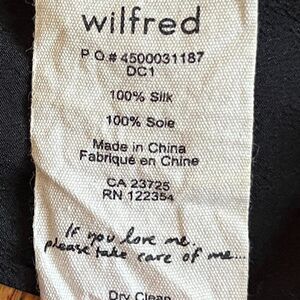 wilfred
P.O.# 4500031187
DC1
100% Silk
100% Soie
Made in China
Fabriqué en Chine
CA 23725
RN 122354
If you love me.
please take care of me...
Dry Clean